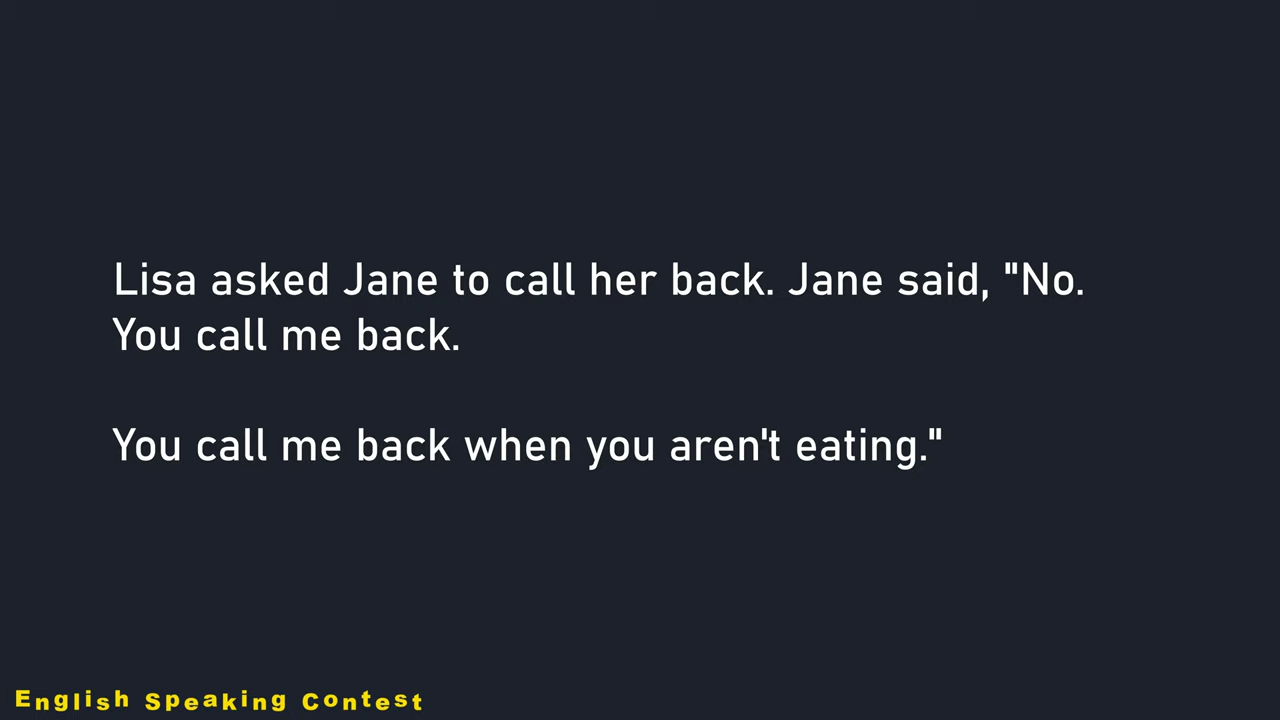 Lisa asked Jane to call her back. Jane said, "No.
You call me back.
You call me back when you aren't eating."
English Speaking Contest